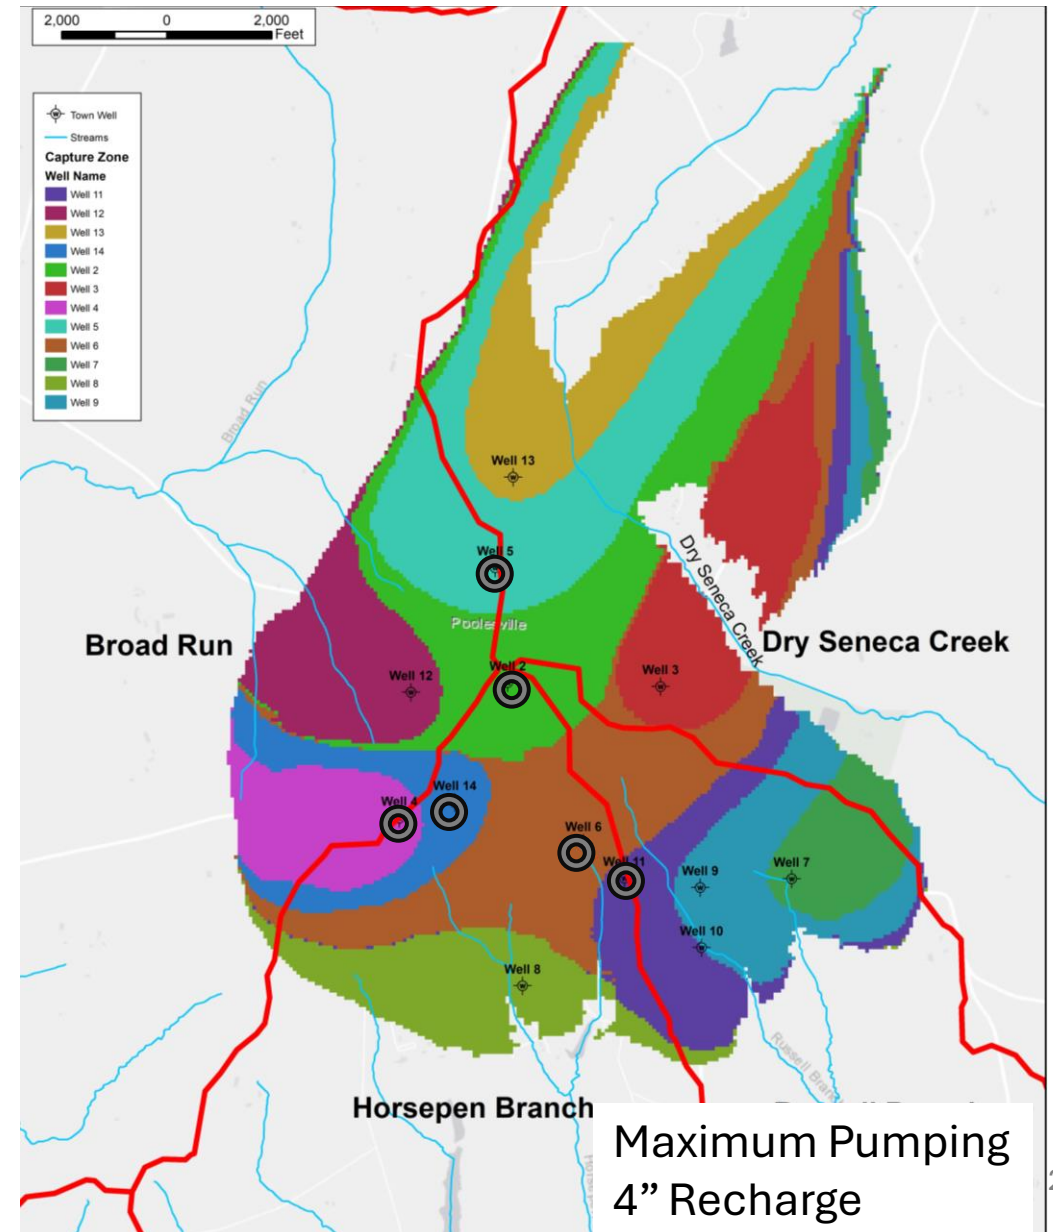 2,000 0 2,000
Feet
Town Well
Streams
Capture Zone
Well Name
Well 11
Well 12
Well 13
Well 14
Well 2
Well 3
Well 4
Well 5
Well 6
Well 7
Well 8
Well 9
Broad Run
Well 13
Well 5
Dry Seneca Creek
Poolesville
Broad Run
Dry Seneca Creek
Well 2
Well 3
Well 12
Well 14
Well 4
Well 6
Well 11
Well 9
Well 7
Well 10
Well 8
Horsepen Branch
Maximum Pumping
4” Recharge